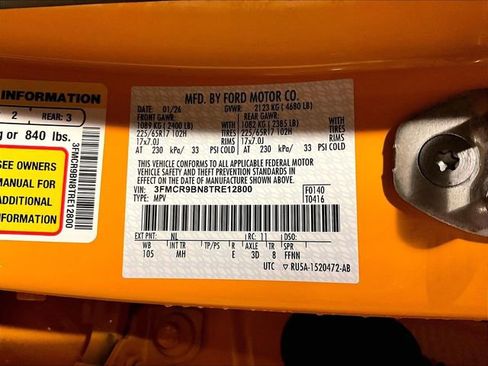 INFORMATION
2 REAR: 3
or 840 lbs.
SEE OWNERS
MANUAL FOR
ADDITIONAL
INFORMATION
3FMCR9BN8TRE12800
MFD. BY FORD MOTOR CO.
DATE: 01/26 GVWR: 2123 KG ( 4680 LB)
FRONT GAWR: REAR GAWR:
1089 KG ( 2400 LB) 1082 KG ( 2385 LB)
225/65R17 102H 225/65R17 102H
17x7.0J 17x7.0J
AT 230 kPa/ 33 PSI COLD AT 230 kPa/ 33 PSI COLD
THIS VEHICLE CONFORMS TO ALL APPLICABLE FEDERAL MOTOR
VEHICLE SAFETY AND THEFT PREVENTION STANDARDS IN EFFECT
ON THE DATE OF MANUFACTURE SHOWN ABOVE.
VIN: 3FMCR9BN8TRE12800 F0140
TYPE: MPV T0416
EXT PNT: NL RC: 11 DSO:
WB INT TR TP/PS R AXLE TR SPR
105 MH E 3D 8 FFNN
UTC ▽ RU5A-1520472-AB